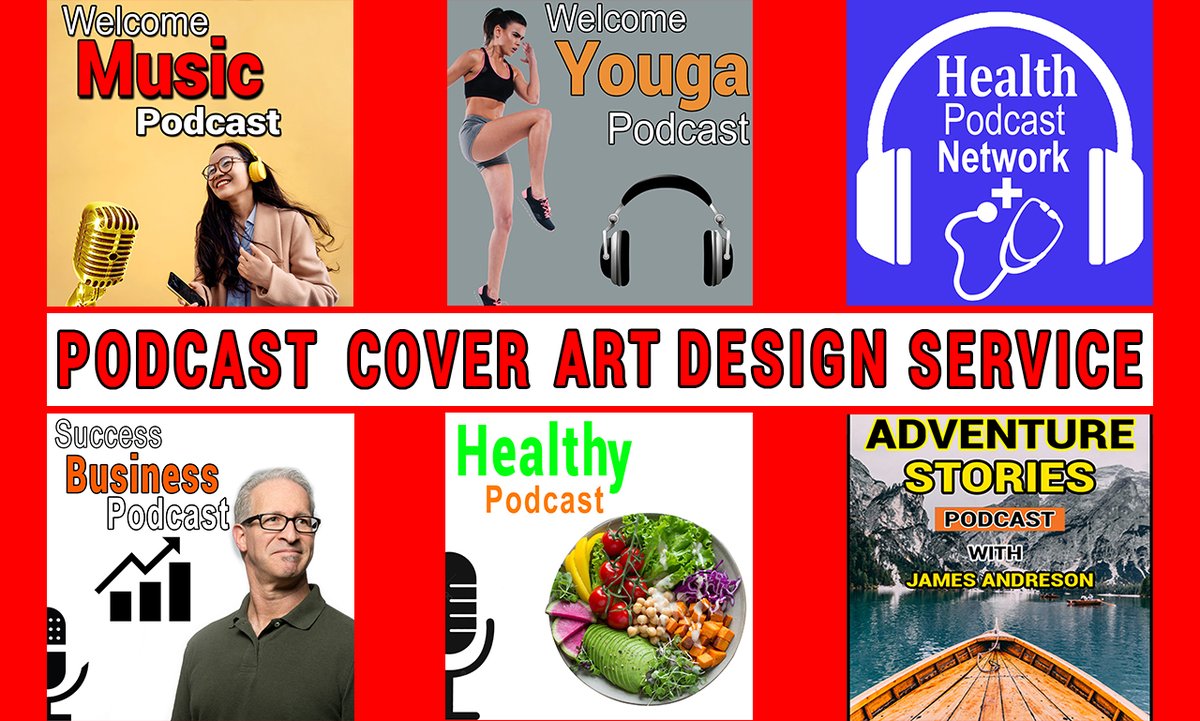 Welcome
Music
Podcast
Welcome
Youga
Podcast
Health
Podcast
Network
PODCAST COVER ART DESIGN SERVICE
Success
Business
Podcast
Healthy
Podcast
ADVENTURE
STORIES
PODCAST
WITH
JAMES ANDRESON